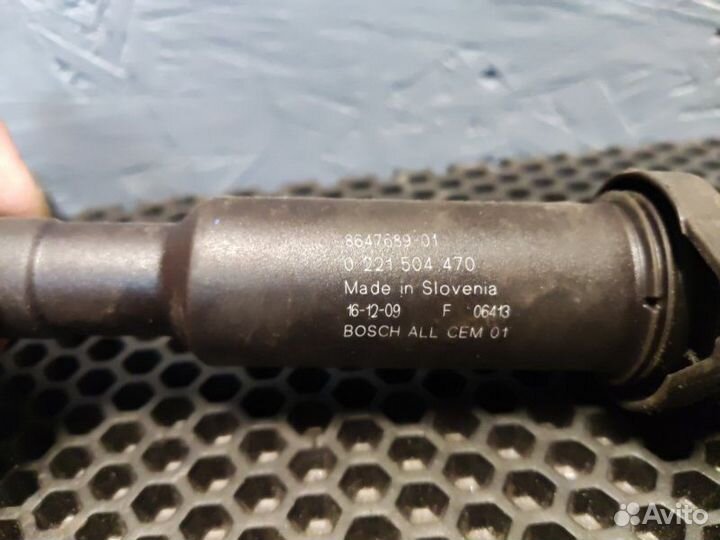 8647689-01
0 221 504 470
Made in Slovenia
16-12-09 F 06413
BOSCH ALL CEM 01
Avito